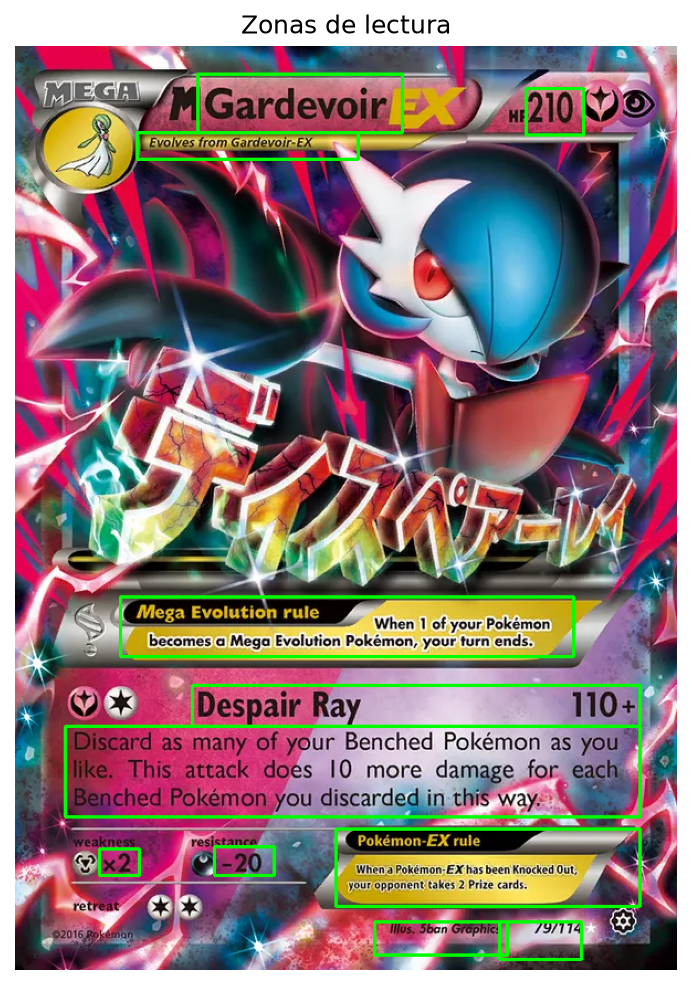 Zonas de lectura
MEGA
M Gardevoir EX
HP 210
Evolves from Gardevoir-EX
ディスペアーレイ
Mega Evolution rule
When 1 of your Pokémon
becomes a Mega Evolution Pokémon, your turn ends.
Despair Ray 110+
Discard as many of your Benched Pokémon as you
like. This attack does 10 more damage for each
Benched Pokémon you discarded in this way.
weakness resistance
×2 -20
Pokémon-EX rule
When a Pokémon-EX has been Knocked Out,
your opponent takes 2 Prize cards.
retreat
Illus. 5ban Graphics 79/114
©2016 Pokémon